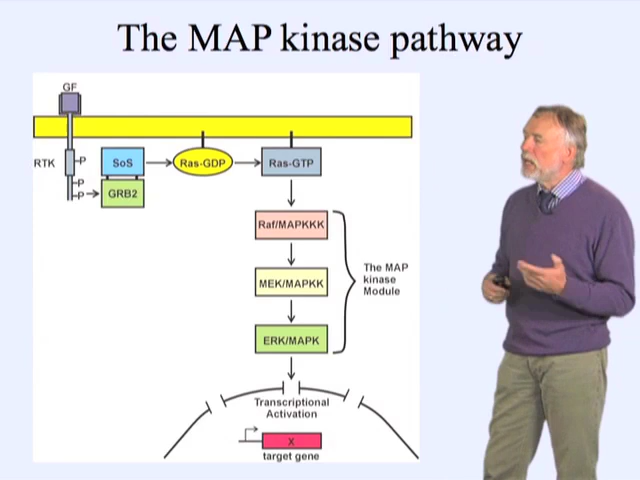 The MAP kinase pathway
GF
RTK
P
P
P
SoS
GRB2
Ras-GDP
Ras-GTP
Raf/MAPKKK
MEK/MAPKK
ERK/MAPK
The MAP
kinase
Module
Transcriptional
Activation
X
target gene